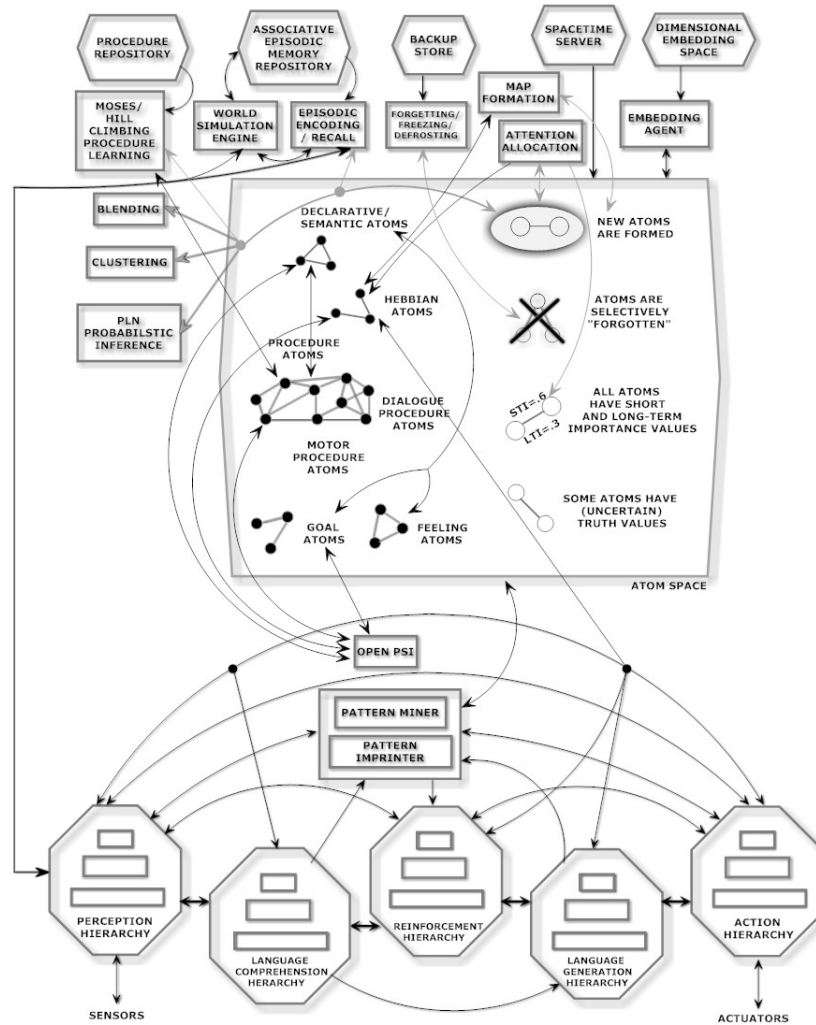 PROCEDURE
REPOSITORY
ASSOCIATIVE
EPISODIC
MEMORY
REPOSITORY
BACKUP
STORE
SPACETIME
SERVER
DIMENSIONAL
EMBEDDING
SPACE
MOSES/
HILL
CLIMBING
PROCEDURE
LEARNING
WORLD
SIMULATION
ENGINE
EPISODIC
ENCODING
/ RECALL
FORGETTING/
FREEZING/
DEFROSTING
MAP
FORMATION
ATTENTION
ALLOCATION
EMBEDDING
AGENT
BLENDING
CLUSTERING
PLN
PROBABILSTIC
INFERENCE
DECLARATIVE/
SEMANTIC ATOMS
NEW ATOMS
ARE FORMED
HEBBIAN
ATOMS
ATOMS ARE
SELECTIVELY
"FORGOTTEN"
PROCEDURE
ATOMS
DIALOGUE
PROCEDURE
ATOMS
MOTOR
PROCEDURE
ATOMS
STI=.6
LTI=.3
ALL ATOMS
HAVE SHORT
AND LONG-TERM
IMPORTANCE VALUES
GOAL
ATOMS
FEELING
ATOMS
SOME ATOMS HAVE
(UNCERTAIN)
TRUTH VALUES
ATOM SPACE
OPEN PSI
PATTERN MINER
PATTERN
IMPRINTER
PERCEPTION
HIERARCHY
LANGUAGE
COMPREHENSION
HERARCHY
REINFORCEMENT
HIERARCHY
LANGUAGE
GENERATION
HIERARCHY
ACTION
HIERARCHY
SENSORS
ACTUATORS